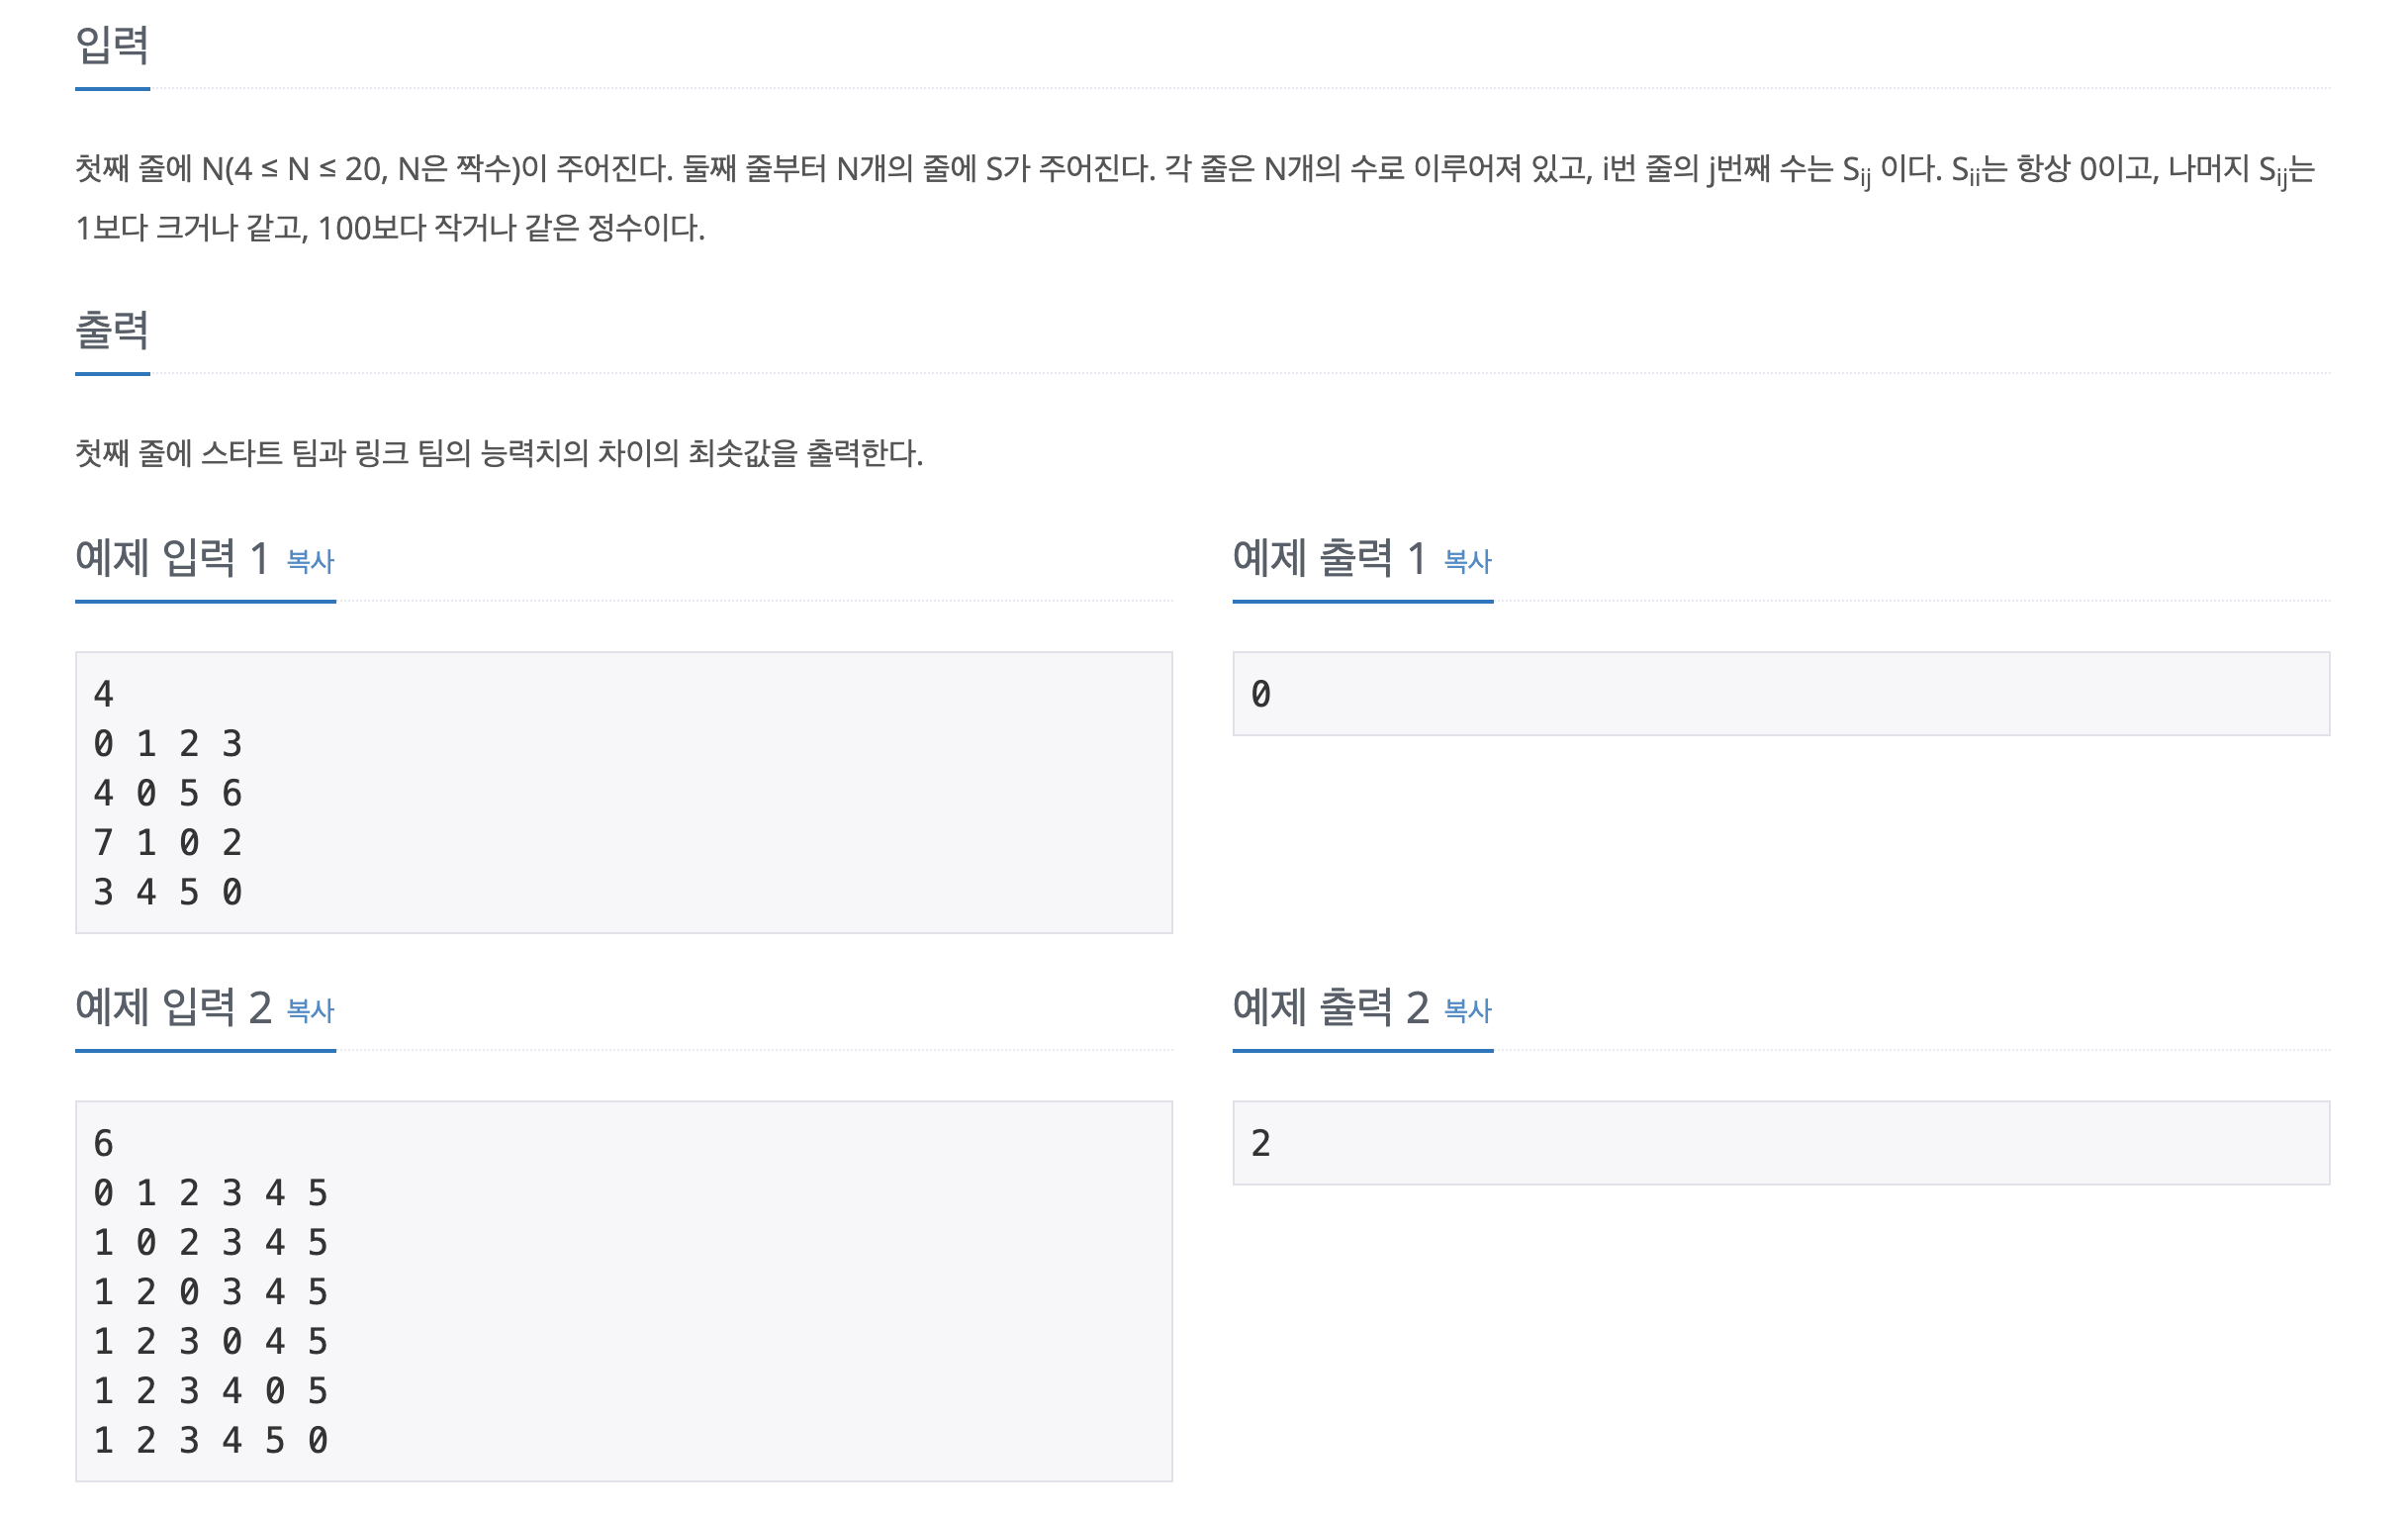 입력
첫째 줄에 N(4 ≤ N ≤ 20, N은 짝수)이 주어진다. 둘째 줄부터 N개의 줄에 S가 주어진다. 각 줄은 N개의 수로 이루어져 있고, i번 줄의 j번째 수는 Sij 이다. Sii는 항상 0이고, 나머지 Sij는
1보다 크거나 같고, 100보다 작거나 같은 정수이다.
출력
첫째 줄에 스타트 팀과 링크 팀의 능력치의 차이의 최솟값을 출력한다.
예제 입력 1 복사
4
0 1 2 3
4 0 5 6
7 1 0 2
3 4 5 0
예제 출력 1 복사
0
예제 입력 2 복사
6
0 1 2 3 4 5
1 0 2 3 4 5
1 2 0 3 4 5
1 2 3 0 4 5
1 2 3 4 0 5
1 2 3 4 5 0
예제 출력 2 복사
2